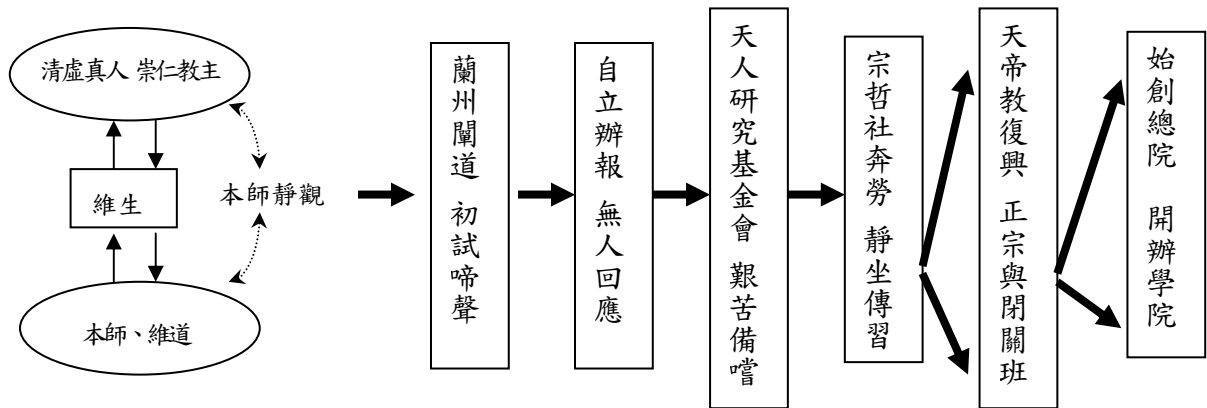 清虛真人 崇仁教主
維生
本師靜觀
本師、維道
蘭州闡道 初試啼聲
自立辦報 無人回應
天人研究基金會 艱苦備嚐
宗哲社奔勞 靜坐傳習
天帝教復興 正宗與閉關班
始創總院 開辦學院